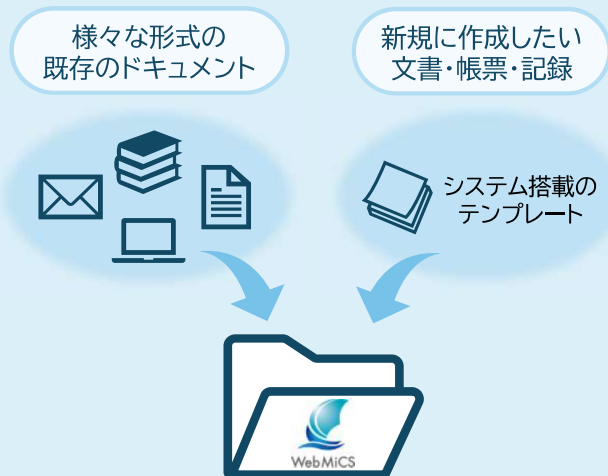 様々な形式の
既存のドキュメント
新規に作成したい
文書・帳票・記録
システム搭載の
テンプレート
WebMiCS